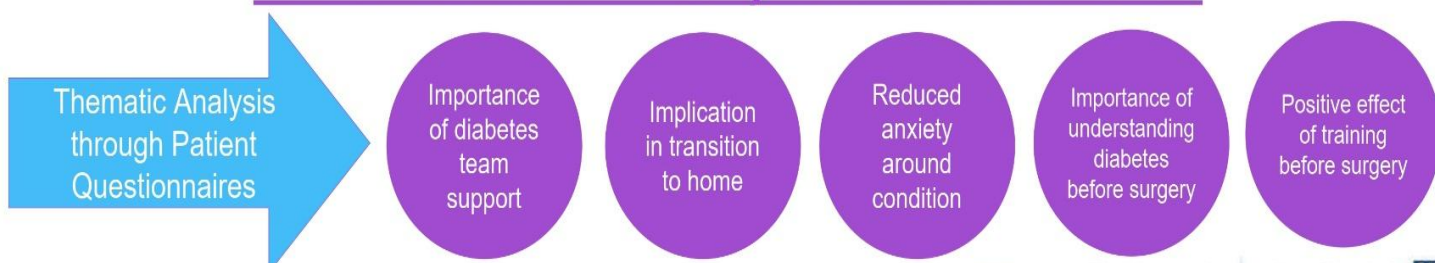 Thematic Analysis
through Patient
Questionnaires
Importance
of diabetes
team
support
Implication
in transition
to home
Reduced
anxiety
around
condition
Importance of
understanding
diabetes
before surgery
Positive effect
of training
before surgery